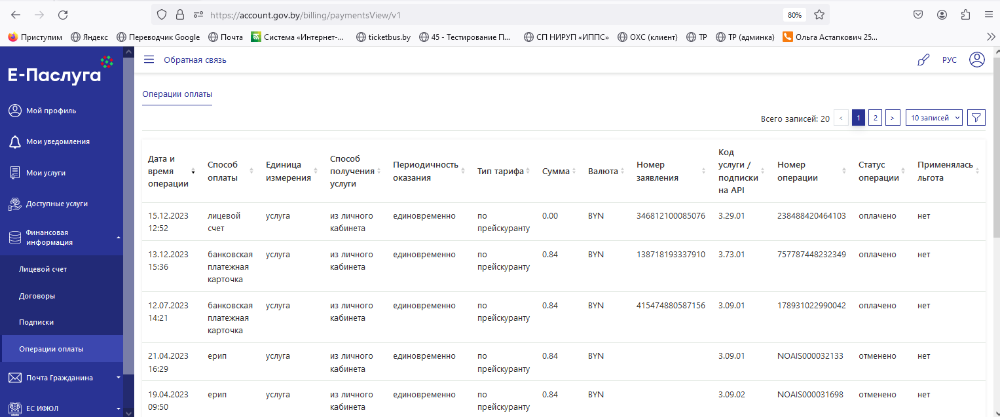 https://account.gov.by/billing/paymentsView/v1
80%
Приступим
Яндекс
Переводчик Google
Почта
Система «Интернет-...
ticketbus.by
45 - Тестирование П...
СП НИРУП «ИППС»
ОХС (клиент)
ТР
ТР (админка)
Ольга Астапкович 25...
Е-Паслуга
Мой профиль
Мои уведомления
Мои услуги
Доступные услуги
Финансовая
информация
Лицевой счет
Договоры
Подписки
Операции оплаты
Почта Гражданина
ЕС ИФЮЛ
Обратная связь
РУС
Операции оплаты
Всего записей: 20 < 1 2 > 10 записей
Дата и
время
операции
Способ
оплаты
Единица
измерения
Способ
получения
услуги
Периодичность
оказания
Тип тарифа
Сумма
Валюта
Номер
заявления
Код
услуги /
подписки
на API
Номер
операции
Статус
операции
Применялась
льгота
15.12.2023
12:52
лицевой
счет
услуга
из личного
кабинета
единовременно
по
прейскуранту
0.00
BYN
346812100085076
3.29.01
238488420464103
оплачено
нет
13.12.2023
15:36
банковская
платежная
карточка
услуга
из личного
кабинета
единовременно
по
прейскуранту
0.84
BYN
138718193337910
3.73.01
757787448232349
оплачено
нет
12.07.2023
14:21
банковская
платежная
карточка
услуга
из личного
кабинета
единовременно
по
прейскуранту
0.84
BYN
415474880587156
3.09.01
178931022990042
оплачено
нет
21.04.2023
16:29
ерип
услуга
из личного
кабинета
единовременно
по
прейскуранту
0.84
BYN
3.09.01
NOAIS000032133
отменено
нет
19.04.2023
09:50
ерип
услуга
из личного
кабинета
единовременно
по
прейскуранту
0.84
BYN
3.09.02
NOAIS000031698
отменено
нет